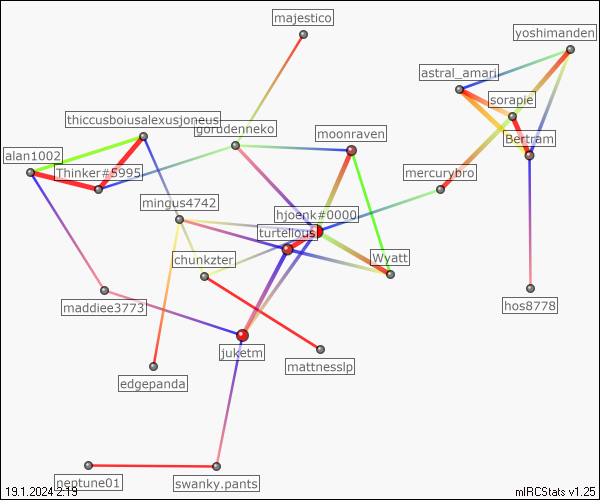 majestico
yoshimanden
astral_amari
sorapie
thiccusboiusalexusjoneus
gorudenneko
moonraven
Bertram
alan1002
Thinker#5995
mercurybro
mingus4742
hjoenk#0000
turtellous
chunkzter
Wyatt
maddiee3773
hos8778
juketm
mattnesslp
edgepanda
neptune01
swanky.pants
19.1.2024 2.19
mIRCStats v1.25